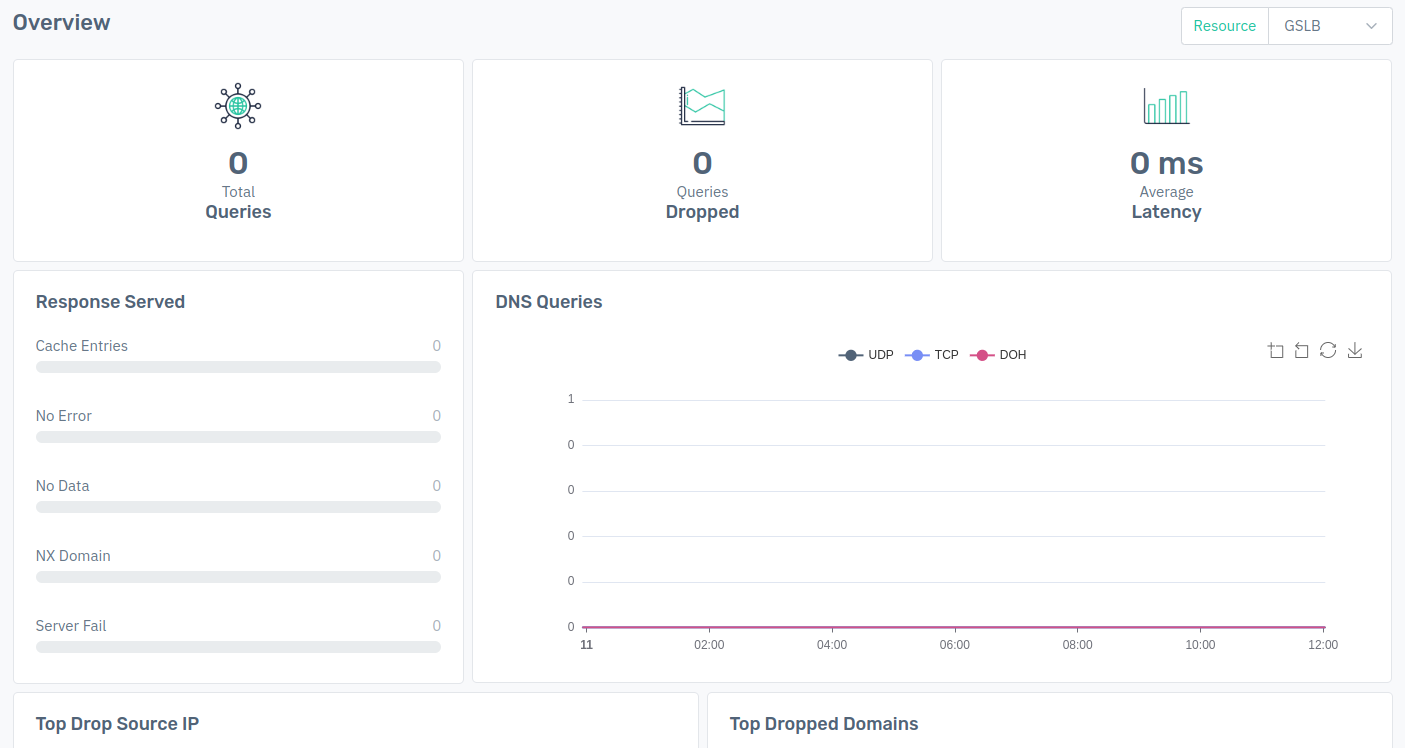 Overview
Resource
GSLB
0
Total
Queries
0
Queries
Dropped
0 ms
Average
Latency
Response Served
Cache Entries 0
No Error 0
No Data 0
NX Domain 0
Server Fail 0
DNS Queries
UDP TCP DOH
1
0
0
0
0
0
11 02:00 04:00 06:00 08:00 10:00 12:00
Top Drop Source IP
Top Dropped Domains